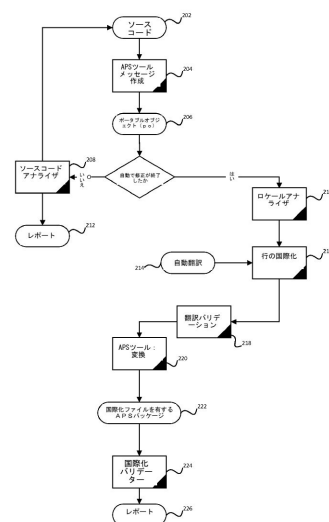 ソース
コード
202
APSツール
メッセージ
作成
204
ポータブルオブジ
ェクト（po）
206
ソースコード
アナライザ
208
いいえ
自動で修正が終了
したか
はい
ロケールアナ
ライザ
21
レポート
212
自動翻訳
214
行の国際化
21
翻訳バリデ
ーション
218
APSツール：
変換
220
国際化ファイルを有する
APSパッケージ
222
国際化
バリデー
ター
224
レポート
226